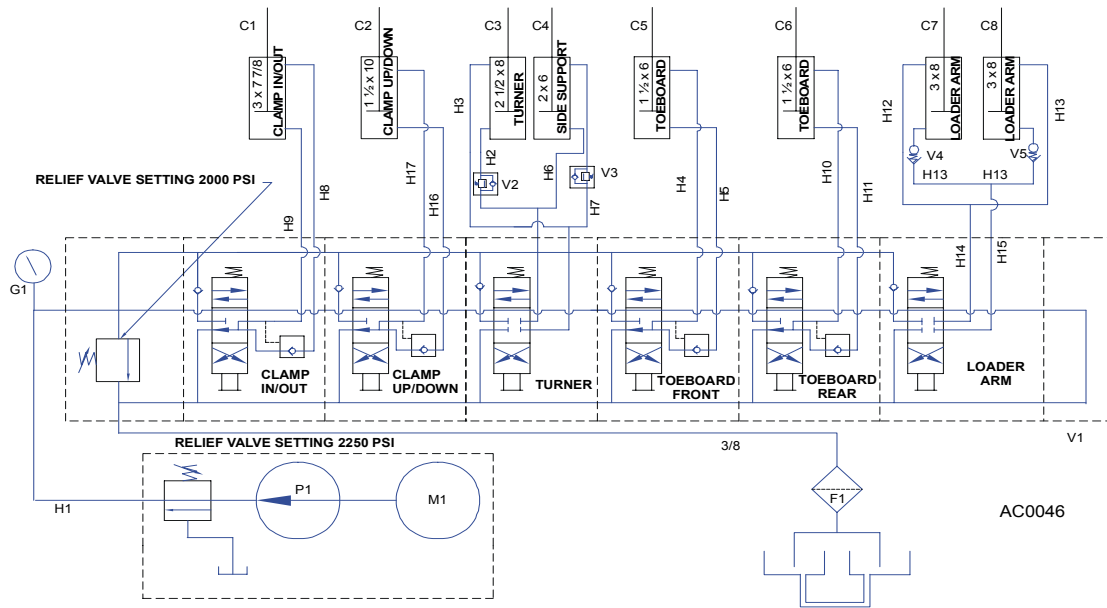 C1
C2
C3
C4
C5
C6
C7
C8
3 x 7/8
CLAMP IN/OUT
1 ½ x 10
CLAMP UP/DOWN
2 1/2 x 8
TURNER
2 x 6
SIDE SUPPORT
1 ½ x 6
TOEBOARD
1 ½ x 6
TOEBOARD
3 x 8
LOADER ARM
3 x 8
LOADER ARM
H3
H12
H13
H2
V4
V5
H17
H6
H4
H10
H13
H13
RELIEF VALVE SETTING 2000 PSI
V2
V3
H8
H16
H7
H5
H11
H9
H14
H15
G1
CLAMP
IN/OUT
CLAMP
UP/DOWN
TURNER
TOEBOARD
FRONT
TOEBOARD
REAR
LOADER
ARM
RELIEF VALVE SETTING 2250 PSI
3/8
V1
P1
M1
F1
H1
AC0046